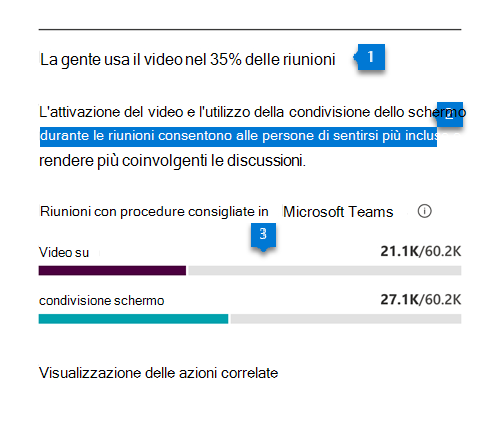 La gente usa il video nel 35% delle riunioni
1
L'attivazione del video e l'utilizzo della condivisione dello schermo
2
durante le riunioni consentono alle persone di sentirsi più inclus
rendere più coinvolgenti le discussioni.
Riunioni con procedure consigliate in Microsoft Teams
3
Video su 21.1K/60.2K
condivisione schermo 27.1K/60.2K
Visualizzazione delle azioni correlate